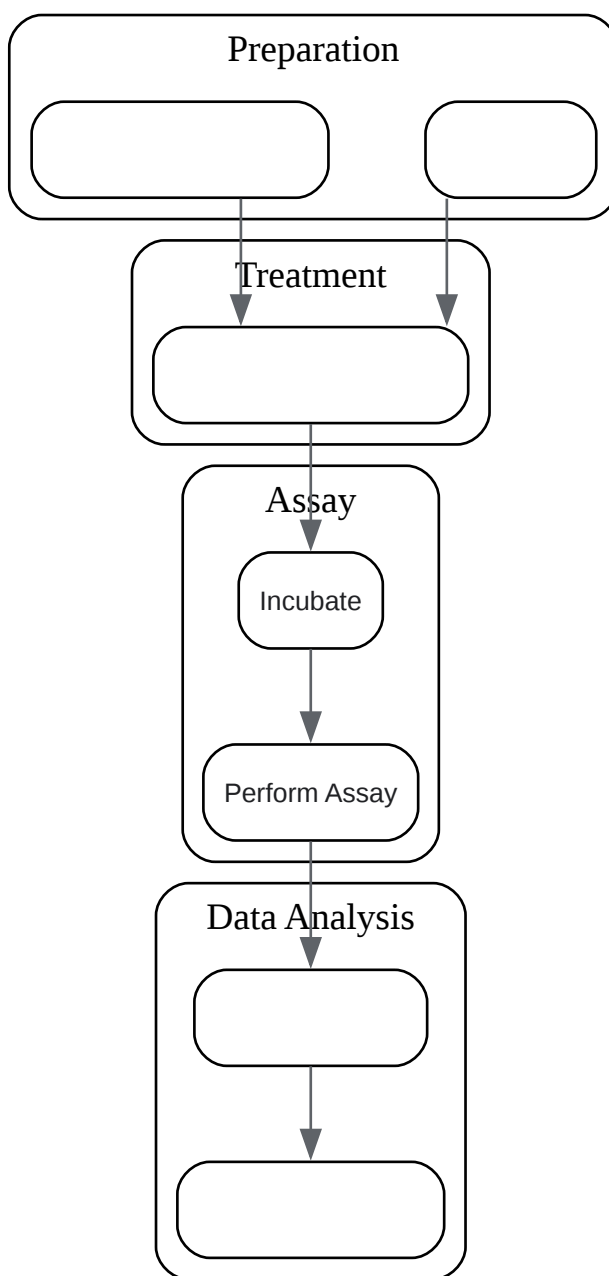 Preparation
Treatment
Assay
Incubate
Perform Assay
Data Analysis